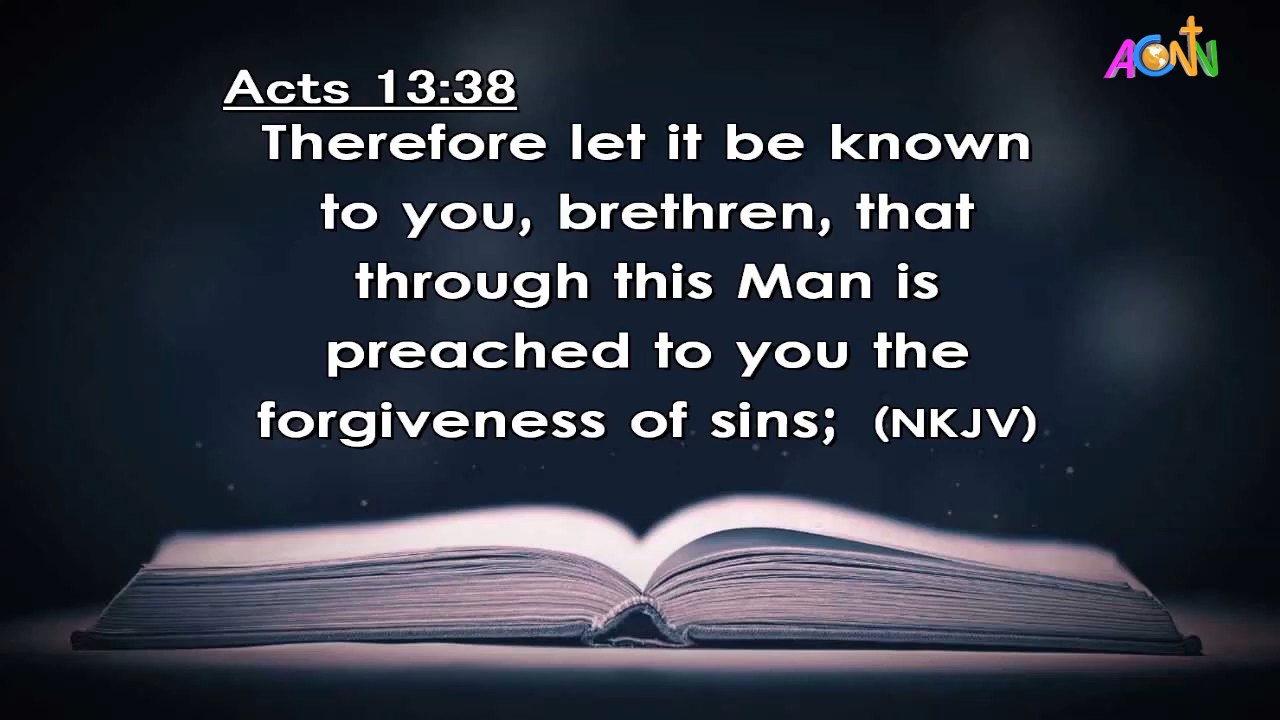 ACNN
Acts 13:38
Therefore let it be known
to you, brethren, that
through this Man is
preached to you the
forgiveness of sins; (NKJV)